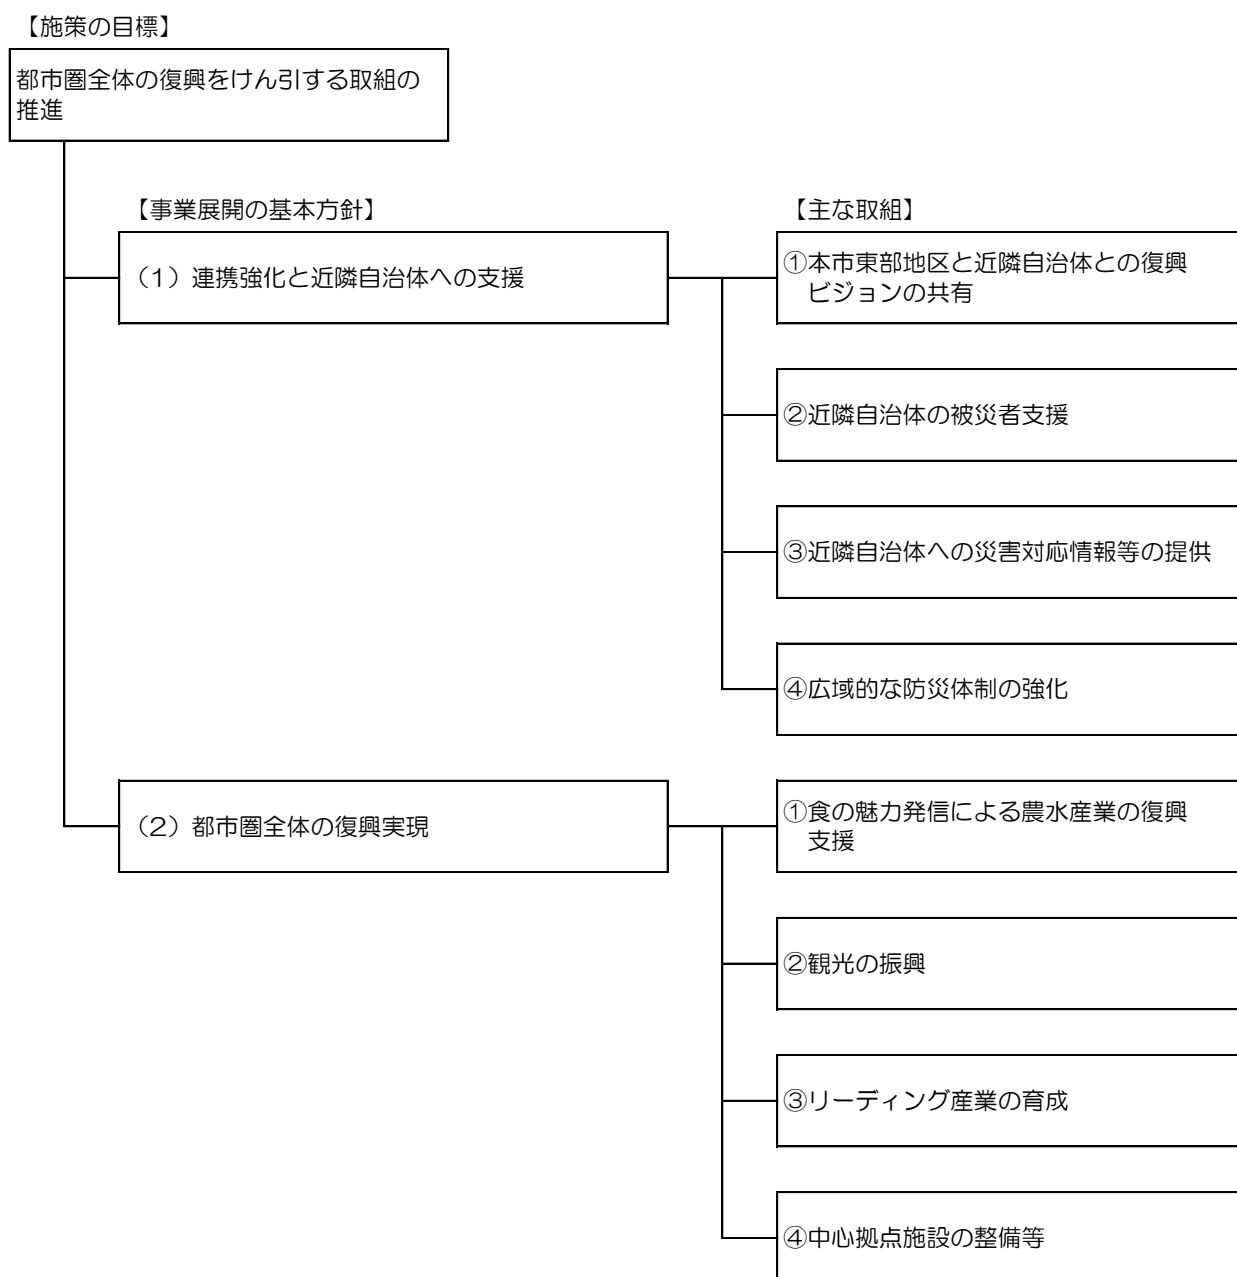 【施策の目標】
都市圏全体の復興をけん引する取組の
推進
【事業展開の基本方針】
【主な取組】
（1）連携強化と近隣自治体への支援
①本市東部地区と近隣自治体との復興
ビジョンの共有
②近隣自治体の被災者支援
③近隣自治体への災害対応情報等の提供
④広域的な防災体制の強化
（2）都市圏全体の復興実現
①食の魅力発信による農水産業の復興
支援
②観光の振興
③リーディング産業の育成
④中心拠点施設の整備等